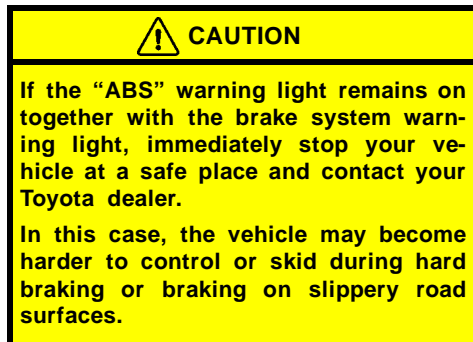 CAUTION
If the “ABS” warning light remains on
together with the brake system warn-
ing light, immediately stop your ve-
hicle at a safe place and contact your
Toyota dealer.
In this case, the vehicle may become
harder to control or skid during hard
braking or braking on slippery road
surfaces.